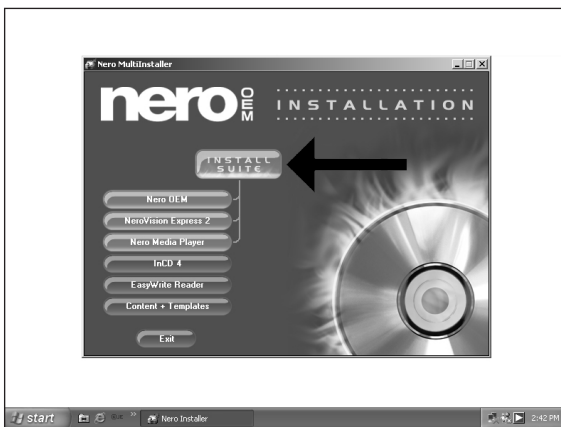 Nero MultiInstaller
nero OEM INSTALLATION
INSTALL
SUITE
Nero OEM
NeroVision Express 2
Nero Media Player
InCD 4
EasyWrite Reader
Content + Templates
Exit
start
Nero Installer
2:42 PM